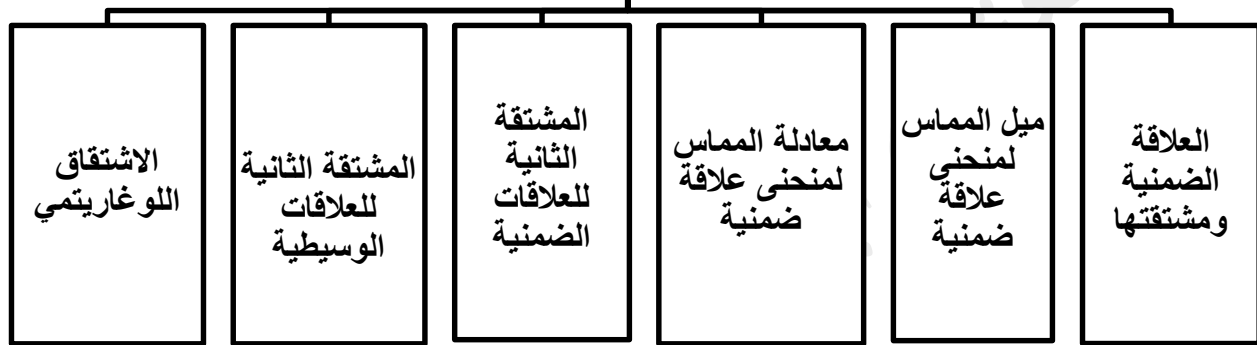 العلاقة
الضمنية
ومشتقتها
ميل المماس
لمنحنى
علاقة
ضمنية
معادلة المماس
لمنحنى علاقة
ضمنية
المشتقة
الثانية
للعلاقات
الضمنية
المشتقة الثانية
للعلاقات
الوسيطية
الاشتقاق
اللوغاريتمي